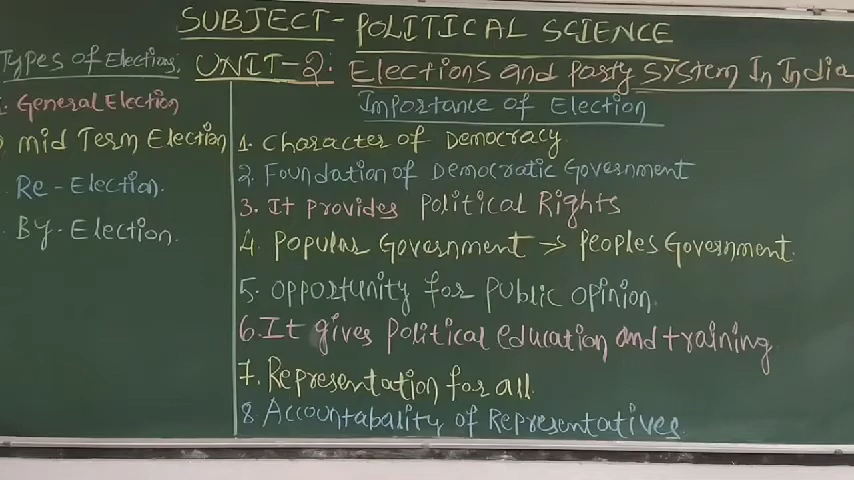 SUBJECT- POLITICAL SCIENCE
UNIT-2: Elections and Party System In India
Types of Elections:
1. General Election
mid Term Election
Re-Election.
By-Election.
Importance of Election
1. Character of Democracy
2. Foundation of Democratic Government
3. It provides political Rights
4. Popular Government → Peoples Government.
5. Opportunity for public opinion.
6. It gives political education and training
7. Representation for all.
8. Accountabality of Representatives.